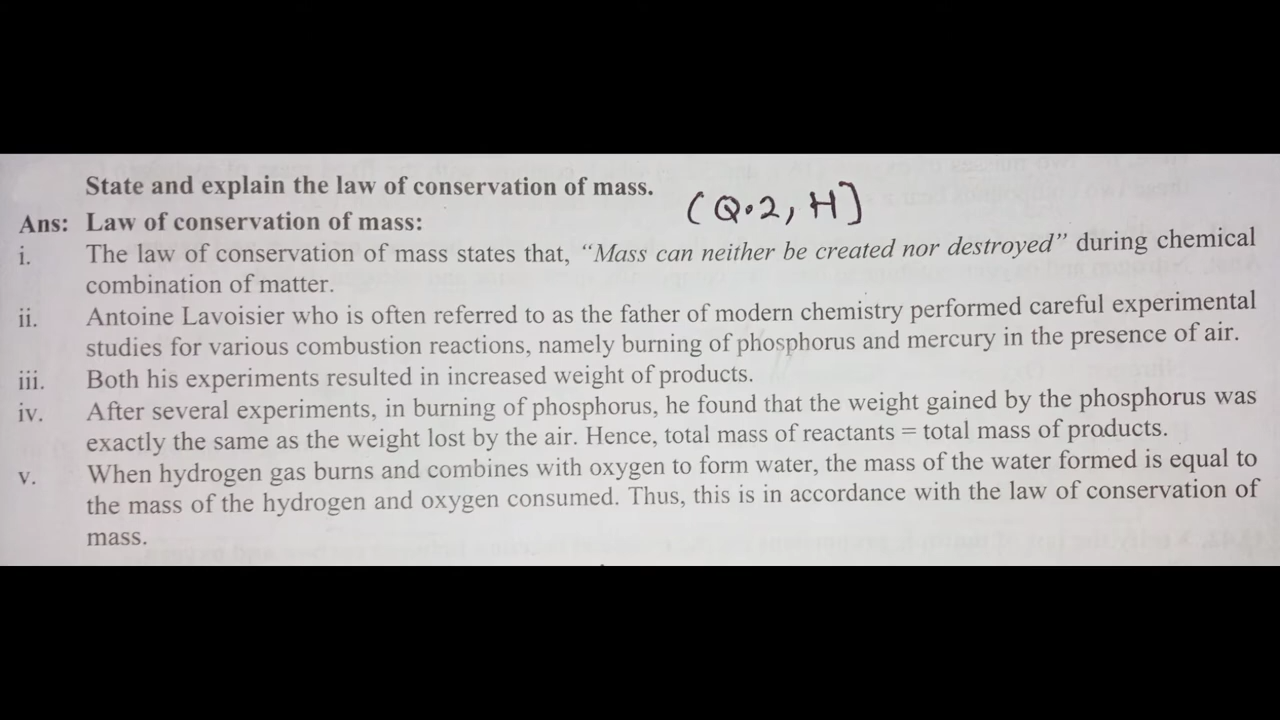 State and explain the law of conservation of mass.
(Q.2, H]
Ans: Law of conservation of mass:
i. The law of conservation of mass states that, “Mass can neither be created nor destroyed” during chemical
combination of matter.
ii. Antoine Lavoisier who is often referred to as the father of modern chemistry performed careful experimental
studies for various combustion reactions, namely burning of phosphorus and mercury in the presence of air.
iii. Both his experiments resulted in increased weight of products.
iv. After several experiments, in burning of phosphorus, he found that the weight gained by the phosphorus was
exactly the same as the weight lost by the air. Hence, total mass of reactants = total mass of products.
v. When hydrogen gas burns and combines with oxygen to form water, the mass of the water formed is equal to
the mass of the hydrogen and oxygen consumed. Thus, this is in accordance with the law of conservation of
mass.